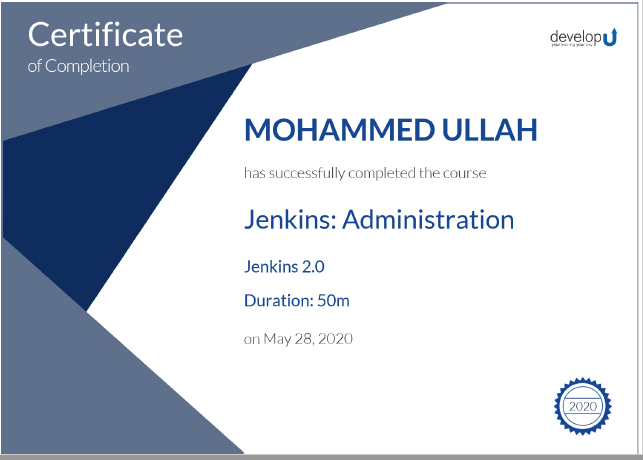 Certificate
of Completion
developU
your learning your way
MOHAMMED ULLAH
has successfully completed the course
Jenkins: Administration
Jenkins 2.0
Duration: 50m
on May 28, 2020
2020